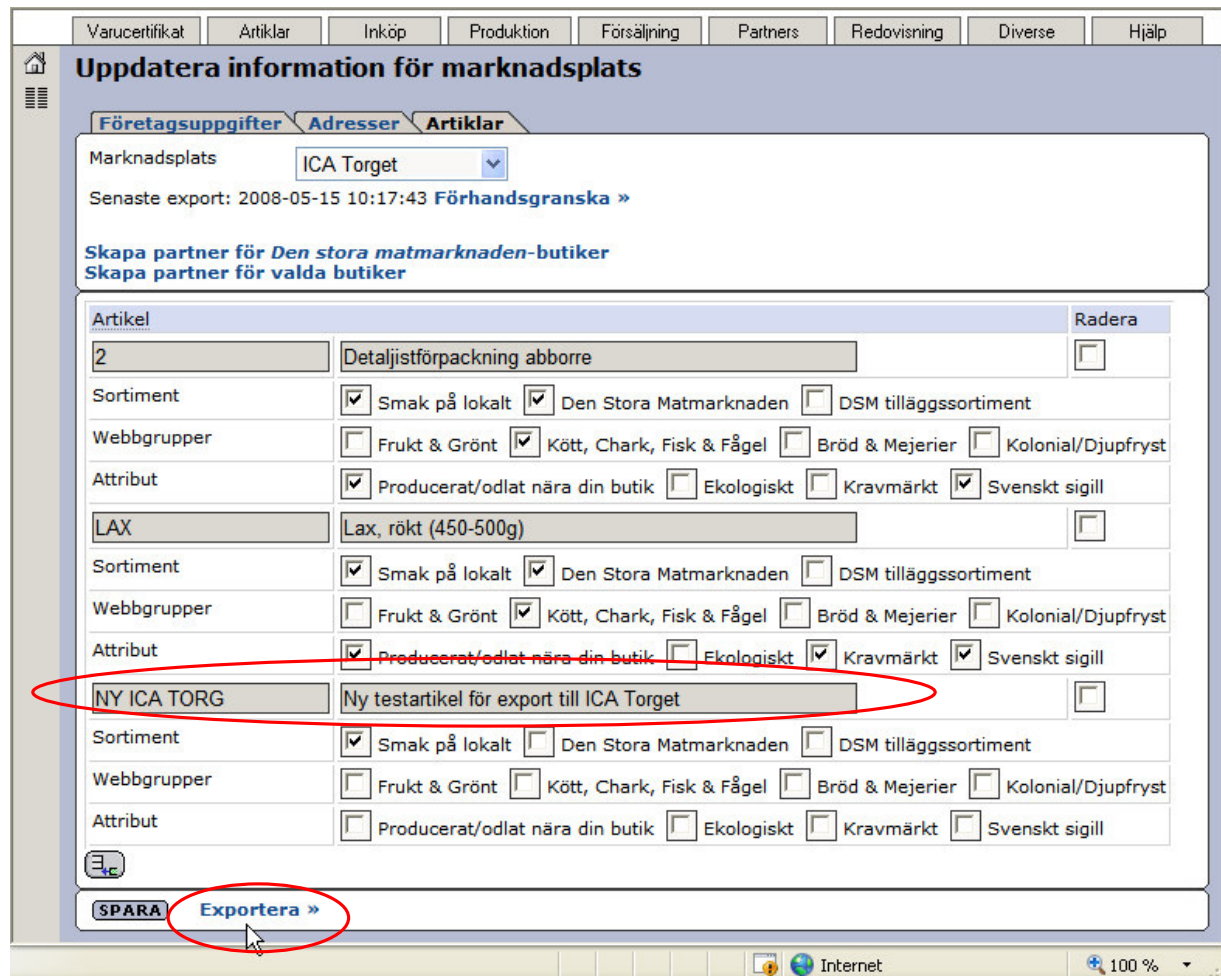 Varucertifikat Artiklar Inköp Produktion Försäljning Partners Redovisning Diverse Hjälp
Uppdatera information för marknadsplats
Företagsuppgifter Adresser Artiklar
Marknadsplats ICA Torget
Senaste export: 2008-05-15 10:17:43 Förhandsgranska »
Skapa partner för Den stora matmarknaden-butiker
Skapa partner för valda butiker
Artikel Radera
2 Detaljistförpackning abborre
Sortiment Smak på lokalt Den Stora Matmarknaden DSM tilläggssortiment
Webbgrupper Frukt & Grönt Kött, Chark, Fisk & Fågel Bröd & Mejerier Kolonial/Djupfryst
Attribut Producerat/odlat nära din butik Ekologiskt Kravmärkt Svenskt sigill
LAX Lax, rökt (450-500g)
Sortiment Smak på lokalt Den Stora Matmarknaden DSM tilläggssortiment
Webbgrupper Frukt & Grönt Kött, Chark, Fisk & Fågel Bröd & Mejerier Kolonial/Djupfryst
Attribut Producerat/odlat nära din butik Ekologiskt Kravmärkt Svenskt sigill
NY ICA TORG Ny testartikel för export till ICA Torget
Sortiment Smak på lokalt Den Stora Matmarknaden DSM tilläggssortiment
Webbgrupper Frukt & Grönt Kött, Chark, Fisk & Fågel Bröd & Mejerier Kolonial/Djupfryst
Attribut Producerat/odlat nära din butik Ekologiskt Kravmärkt Svenskt sigill
SPARA Exportera »
Internet 100 %